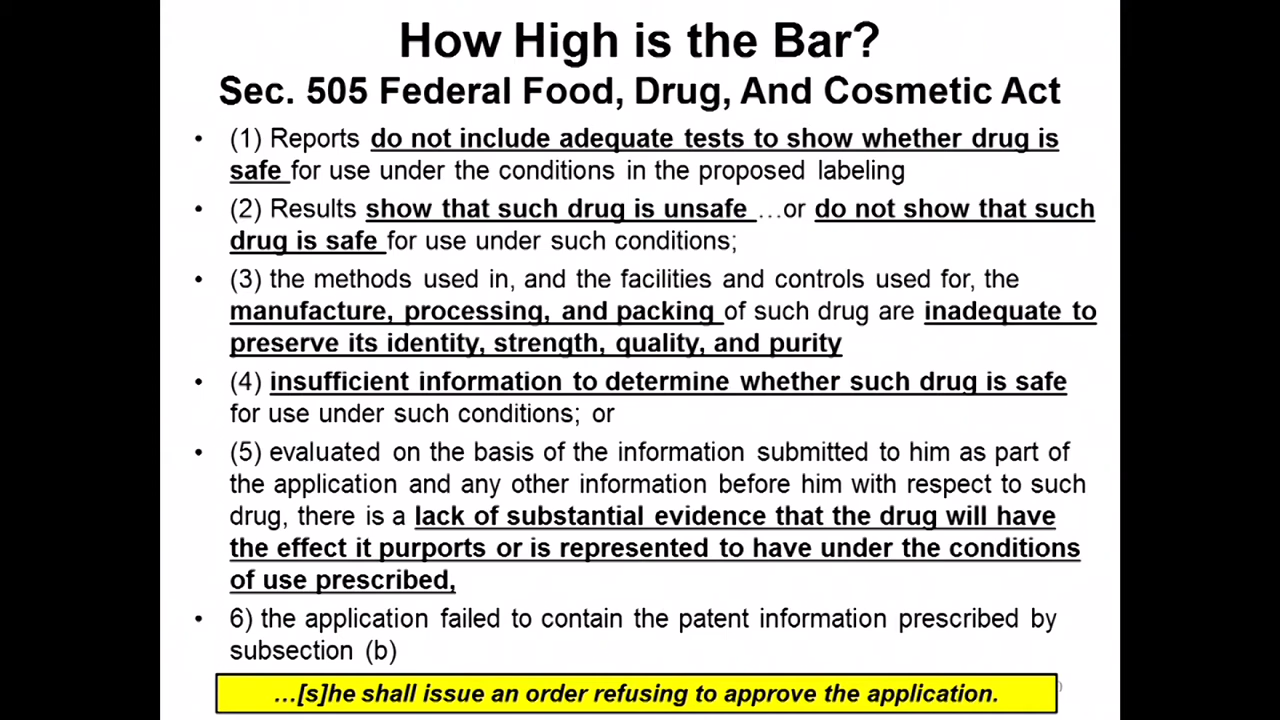 How High is the Bar?
Sec. 505 Federal Food, Drug, And Cosmetic Act
• (1) Reports do not include adequate tests to show whether drug is
safe for use under the conditions in the proposed labeling
• (2) Results show that such drug is unsafe …or do not show that such
drug is safe for use under such conditions;
• (3) the methods used in, and the facilities and controls used for, the
manufacture, processing, and packing of such drug are inadequate to
preserve its identity, strength, quality, and purity
• (4) insufficient information to determine whether such drug is safe
for use under such conditions; or
• (5) evaluated on the basis of the information submitted to him as part of
the application and any other information before him with respect to such
drug, there is a lack of substantial evidence that the drug will have
the effect it purports or is represented to have under the conditions
of use prescribed,
• 6) the application failed to contain the patent information prescribed by
subsection (b)
…[s]he shall issue an order refusing to approve the application.